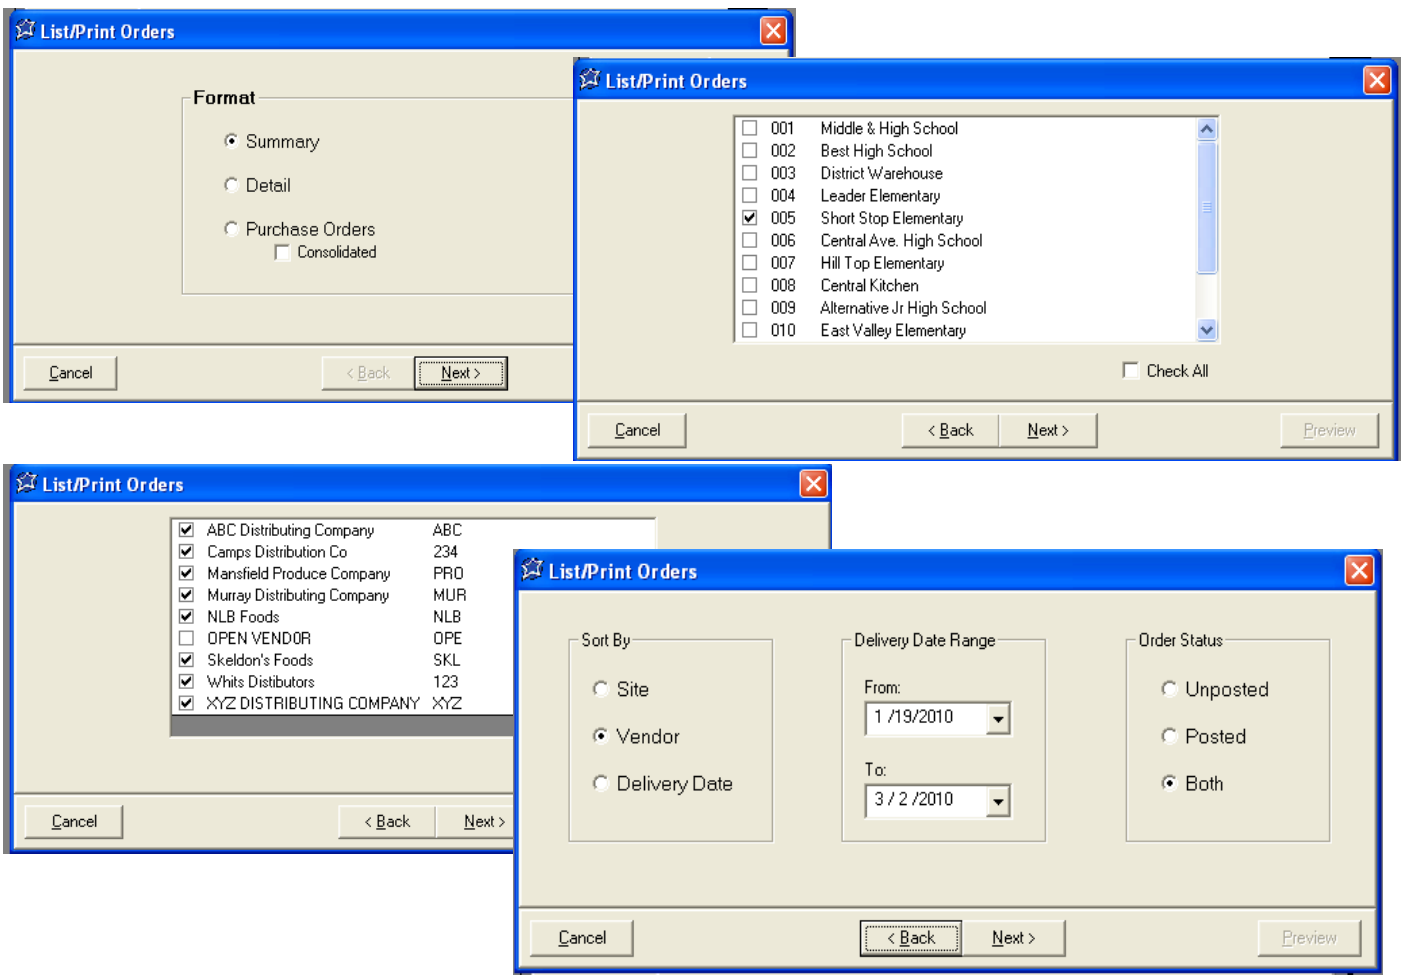 List/Print Orders
Format
Summary
Detail
Purchase Orders
Consolidated
Cancel
< Back
Next >
List/Print Orders
001 Middle & High School
002 Best High School
003 District Warehouse
004 Leader Elementary
005 Short Stop Elementary
006 Central Ave. High School
007 Hill Top Elementary
008 Central Kitchen
009 Alternative Jr High School
010 East Valley Elementary
Check All
Cancel
< Back
Next >
Preview
List/Print Orders
ABC Distributing Company ABC
Camps Distribution Co 234
Mansfield Produce Company PRO
Murray Distributing Company MUR
NLB Foods NLB
OPEN VENDOR OPE
Skeldon's Foods SKL
Whits Distibutors 123
XYZ DISTRIBUTING COMPANY XYZ
Cancel
< Back
Next >
List/Print Orders
Sort By
Site
Vendor
Delivery Date
Delivery Date Range
From:
1 /19/2010
To:
3 / 2 /2010
Order Status
Unposted
Posted
Both
Cancel
< Back
Next >
Preview